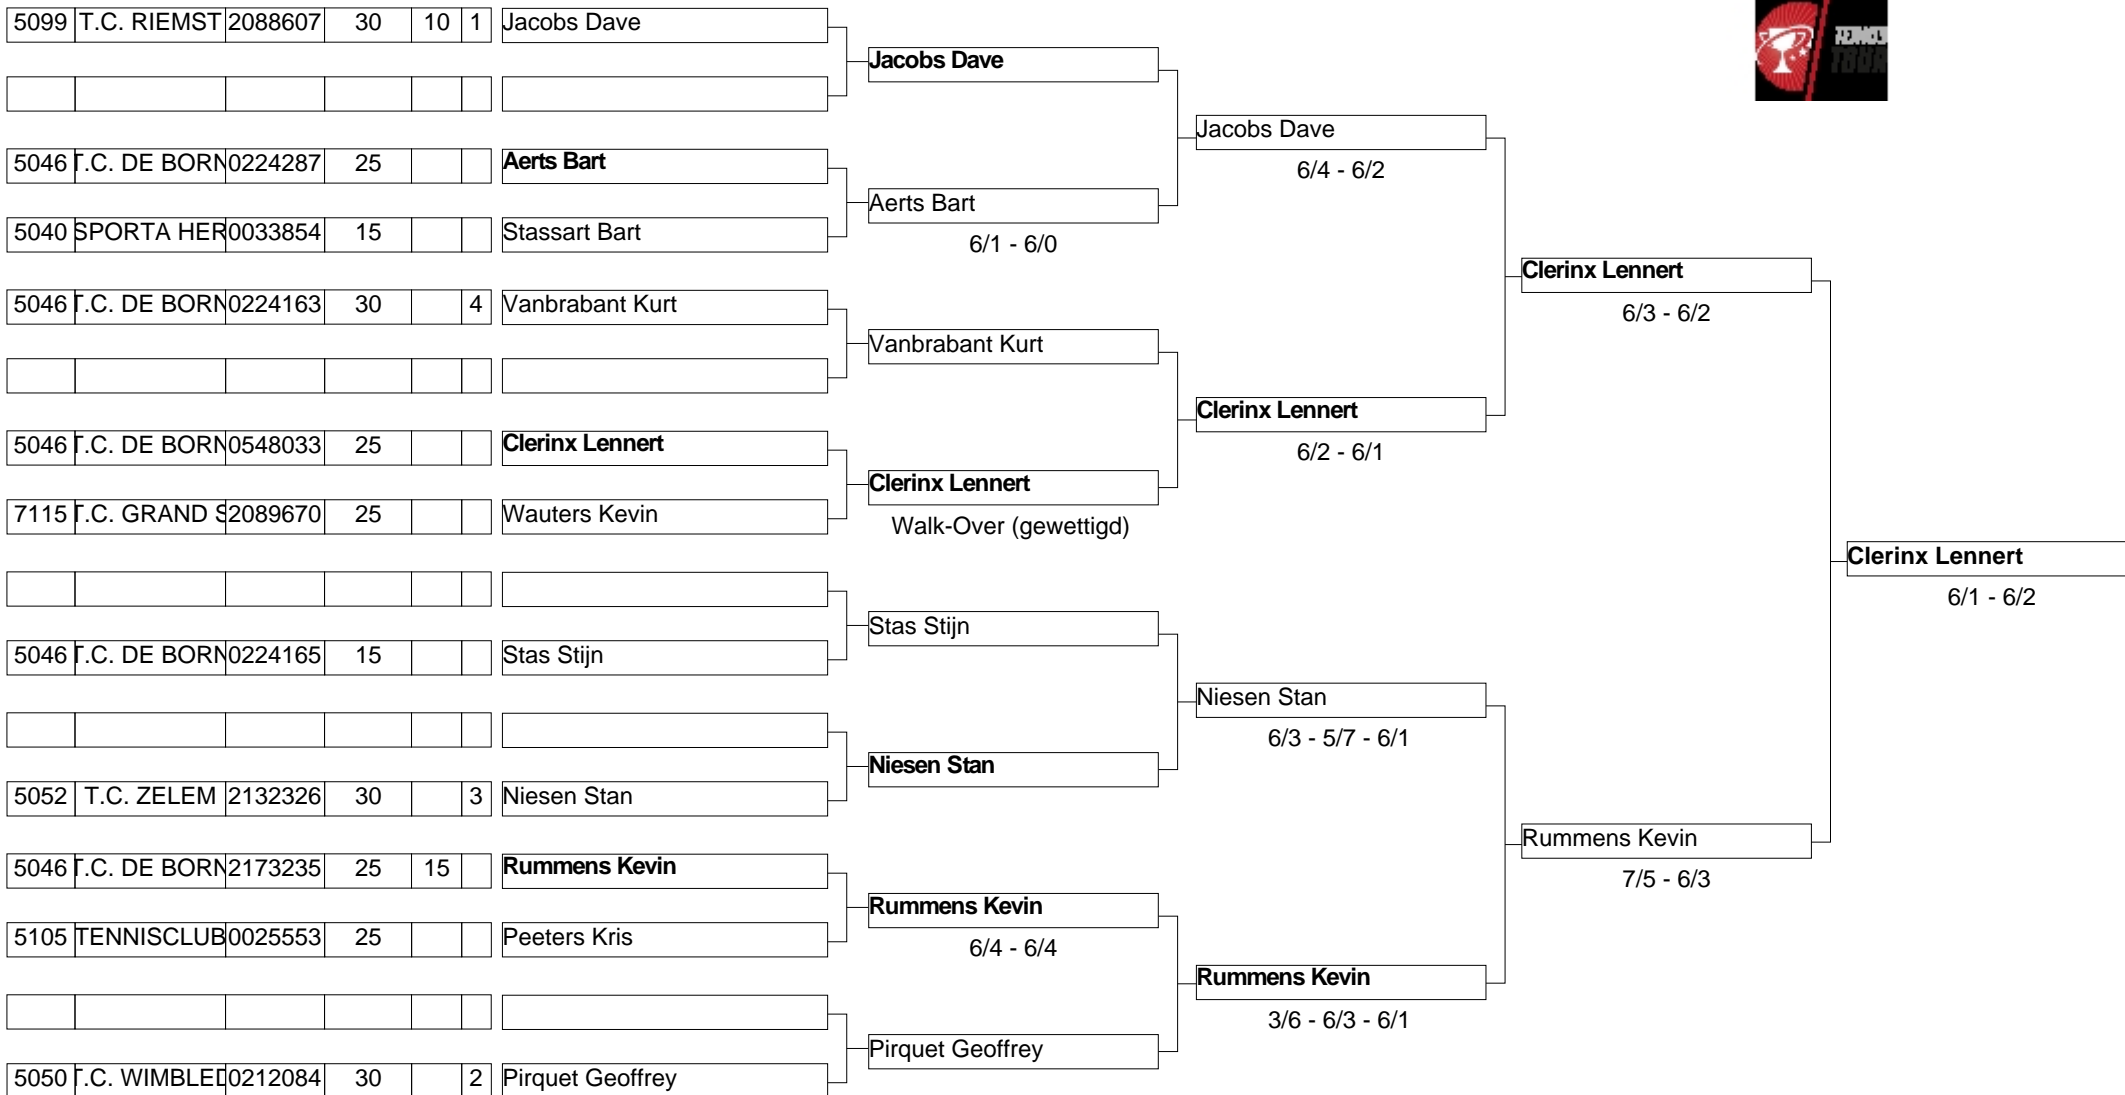 5099 T.C. RIEMST 2088607 30 10 1 Jacobs Dave
Jacobs Dave
Jacobs Dave
6/4 - 6/2
5046 T.C. DE BORN 0224287 25 Aerts Bart
Aerts Bart
6/1 - 6/0
5040 SPORTA HER 0033854 15 Stassart Bart
Clerinx Lennert
6/3 - 6/2
5046 T.C. DE BORN 0224163 30 4 Vanbrabant Kurt
Vanbrabant Kurt
Clerinx Lennert
6/2 - 6/1
5046 T.C. DE BORN 0548033 25 Clerinx Lennert
Clerinx Lennert
Walk-Over (gewettigd)
7115 T.C. GRAND S 2089670 25 Wauters Kevin
Clerinx Lennert
6/1 - 6/2
Stas Stijn
5046 T.C. DE BORN 0224165 15 Stas Stijn
Niesen Stan
6/3 - 5/7 - 6/1
Niesen Stan
5052 T.C. ZELEM 2132326 30 3 Niesen Stan
Rummens Kevin
7/5 - 6/3
5046 T.C. DE BORN 2173235 25 15 Rummens Kevin
Rummens Kevin
6/4 - 6/4
5105 TENNISCLUB 0025553 25 Peeters Kris
Rummens Kevin
3/6 - 6/3 - 6/1
Pirquet Geoffrey
5050 T.C. WIMBLED 0212084 30 2 Pirquet Geoffrey